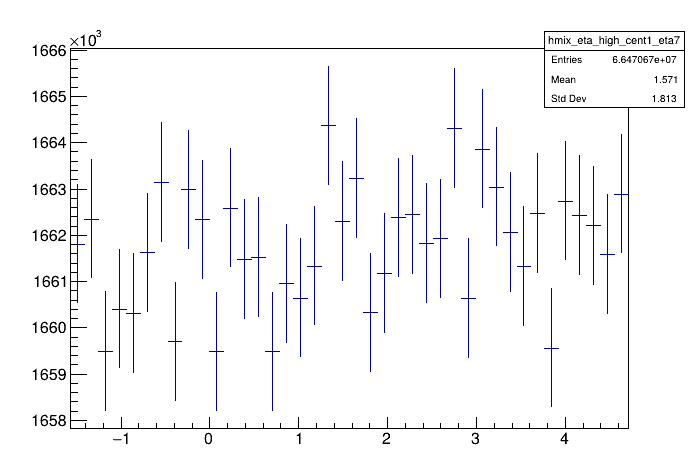 ×10³
hmix_eta_high_cent1_eta7
Entries 6.647067e+07
Mean 1.571
Std Dev 1.813
1666
1665
1664
1663
1662
1661
1660
1659
1658
−1 0 1 2 3 4